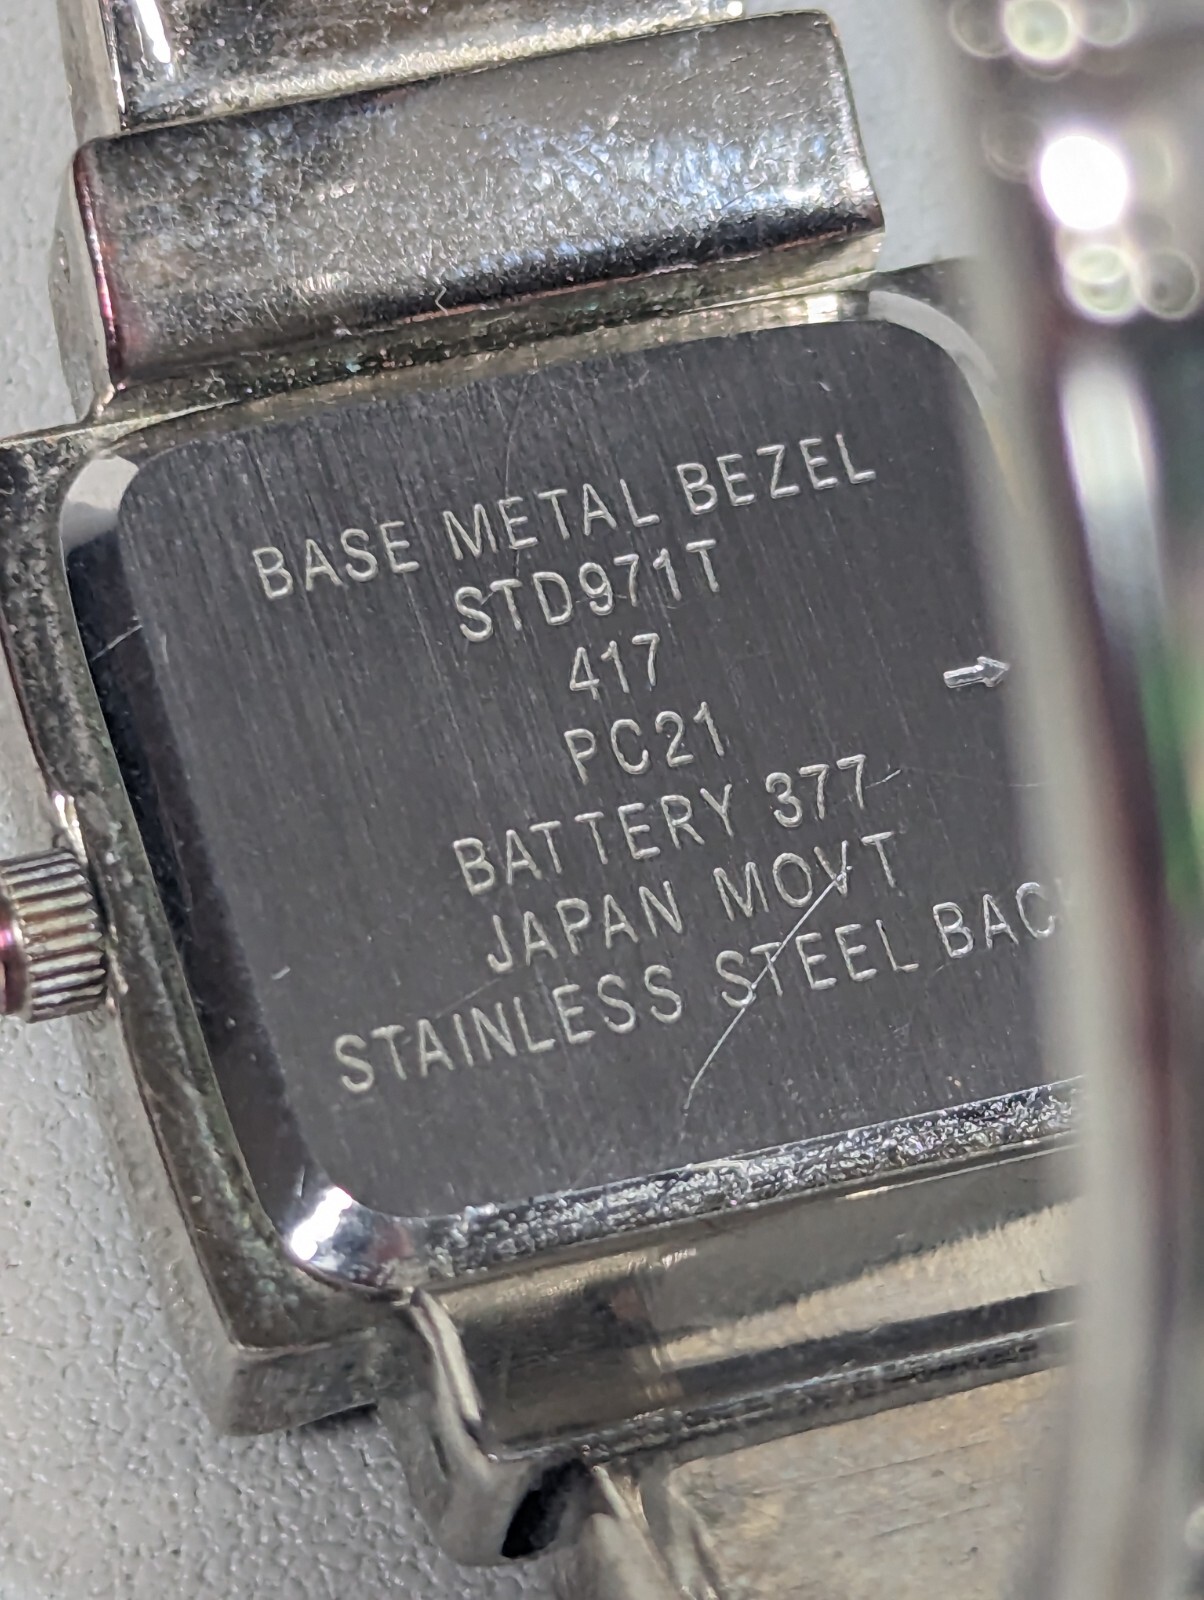 BASE METAL BEZEL
STD971T
417
PC21
BATTERY 377
JAPAN MOVT
STAINLESS STEEL BAC